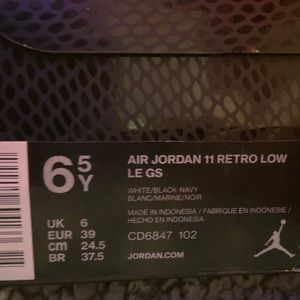 6 5 Y
AIR JORDAN 11 RETRO LOW
LE GS
WHITE/BLACK-NAVY
BLANC/MARINE/NOIR
MADE IN INDONESIA / FABRIQUE EN INDONESIE /
HECHO EN INDONESIA
UK 6
EUR 39
cm 24.5
BR 37.5
CD6847 102
JORDAN.COM